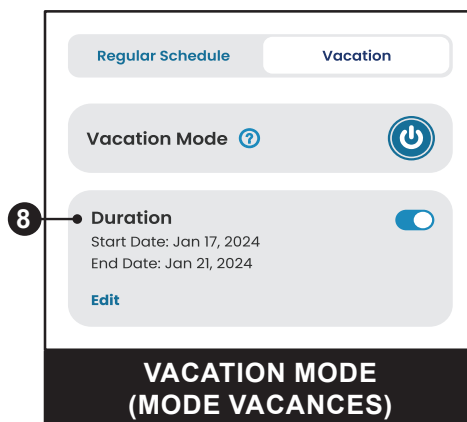 Regular Schedule
Vacation
Vacation Mode ?
8
Duration
Start Date: Jan 17, 2024
End Date: Jan 21, 2024
Edit
VACATION MODE
(MODE VACANCES)